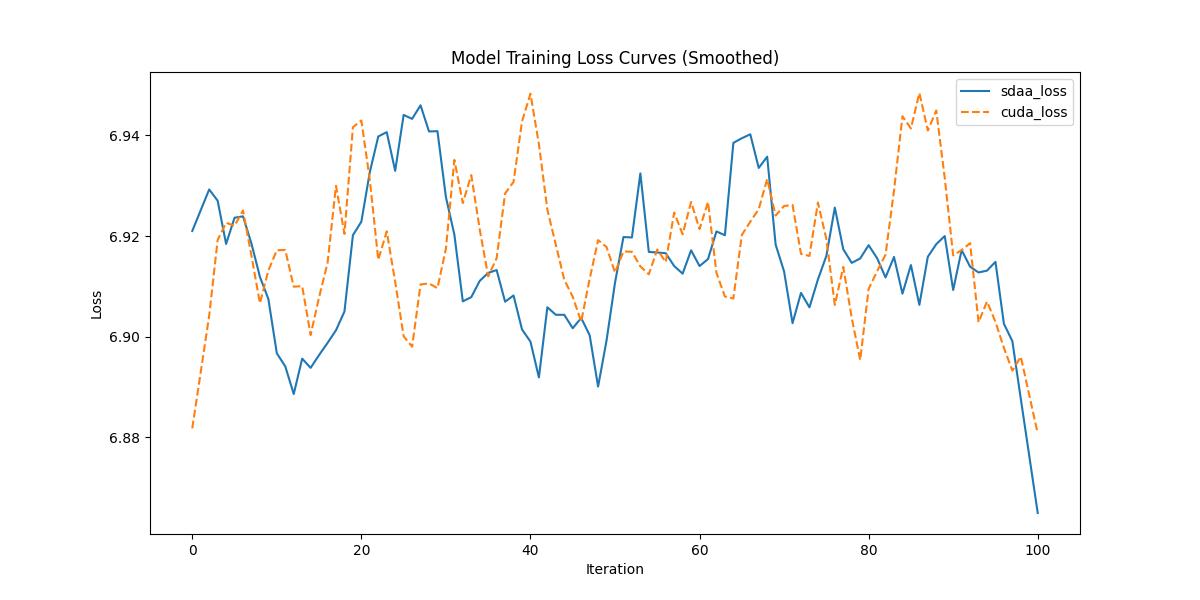 Model Training Loss Curves (Smoothed)
sdaa_loss
cuda_loss
6.94
6.92
6.90
6.88
Loss
0 20 40 60 80 100
Iteration